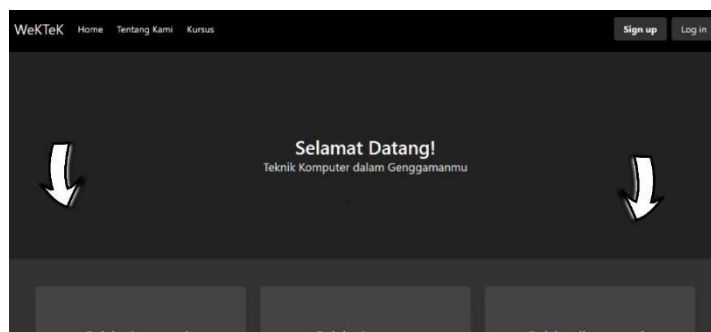 WeKTeK Home Tentang Kami Kursus Sign up Log in
Selamat Datang!
Teknik Komputer dalam Genggamanmu